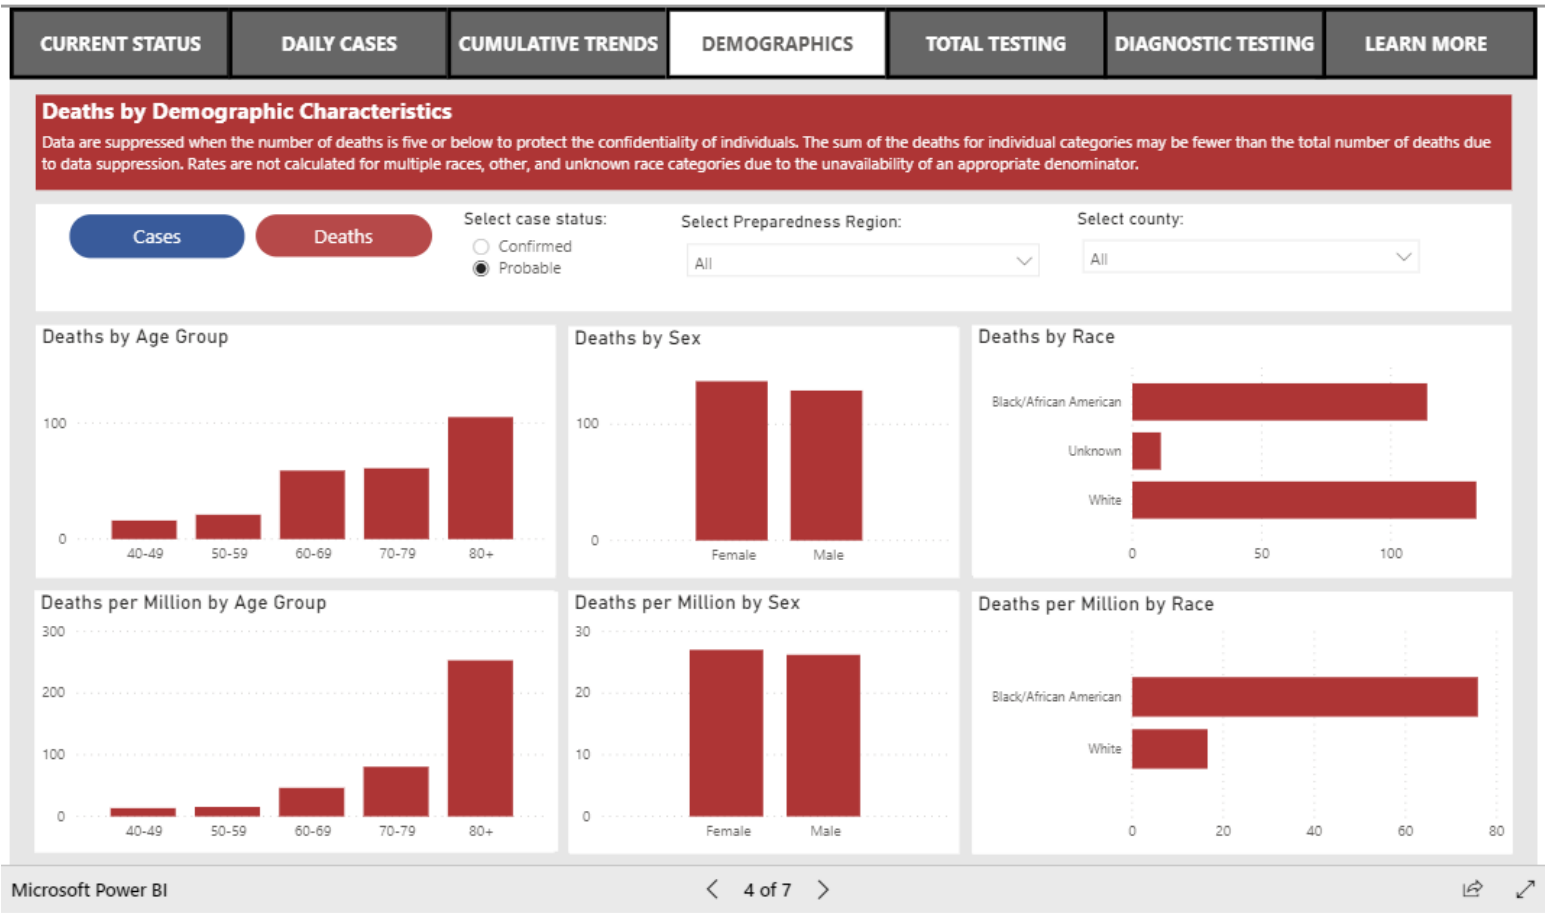 CURRENT STATUS
DAILY CASES
CUMULATIVE TRENDS
DEMOGRAPHICS
TOTAL TESTING
DIAGNOSTIC TESTING
LEARN MORE
Deaths by Demographic Characteristics
Data are suppressed when the number of deaths is five or below to protect the confidentiality of individuals. The sum of the deaths for individual categories may be fewer than the total number of deaths due
to data suppression. Rates are not calculated for multiple races, other, and unknown race categories due to the unavailability of an appropriate denominator.
Cases
Deaths
Select case status:
Confirmed
Probable
Select Preparedness Region:
All
Select county:
All
Deaths by Age Group
100
0
40-49 50-59 60-69 70-79 80+
Deaths by Sex
100
0
Female Male
Deaths by Race
Black/African American
Unknown
White
0 50 100
Deaths per Million by Age Group
300
200
100
0
40-49 50-59 60-69 70-79 80+
Deaths per Million by Sex
30
20
10
0
Female Male
Deaths per Million by Race
Black/African American
White
0 20 40 60 80
Microsoft Power BI
4 of 7